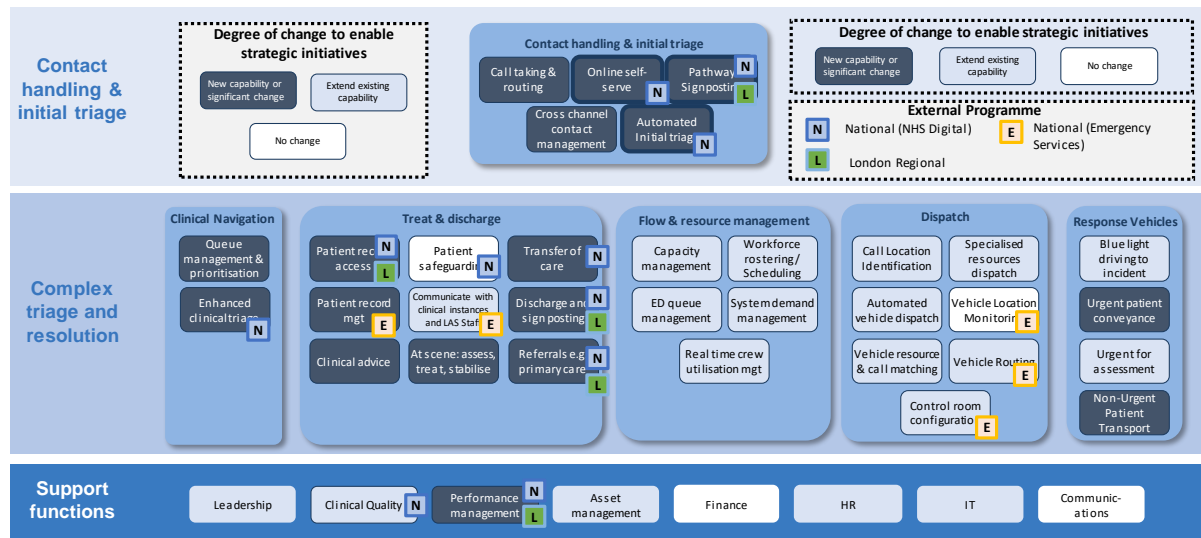 Contact
handling &
initial triage
Degree of change to enable
strategic initiatives
New capability or
significant change
Extend existing
capability
No change
Contact handling & initial triage
Call taking &
routing
Online self-
serve
N
Pathway
Signposting
N
L
Cross channel
contact
management
Automated
Initial triage
N
Degree of change to enable strategic initiatives
New capability or
significant change
Extend existing
capability
No change
External Programme
N
National (NHS Digital)
E
National (Emergency
Services)
L
London Regional
Complex
triage and
resolution
Clinical Navigation
Queue
management &
prioritisation
Enhanced
clinical triage
N
Treat & discharge
Patient record
access
N
L
Patient
safeguarding
N
Transfer of
care
N
Patient record
mgt
E
Communicate with
clinical instances
and LAS Staff
E
Discharge and
sign posting
N
L
Clinical advice
At scene: assess,
treat, stabilise
Referrals e.g.
primary care
N
L
Flow & resource management
Capacity
management
Workforce
rostering/
Scheduling
ED queue
management
System demand
management
Real time crew
utilisation mgt
Dispatch
Call Location
Identification
Specialised
resources
dispatch
Automated
vehicle dispatch
Vehicle Location
Monitoring
E
Vehicle resource
& call matching
Vehicle Routing
E
Control room
configuration
E
Response Vehicles
Blue light
driving to
incident
Urgent patient
conveyance
Urgent for
assessment
Non-Urgent
Patient
Transport
Support
functions
Leadership
Clinical Quality
N
Performance
management
N
L
Asset
management
Finance
HR
IT
Communic-
ations